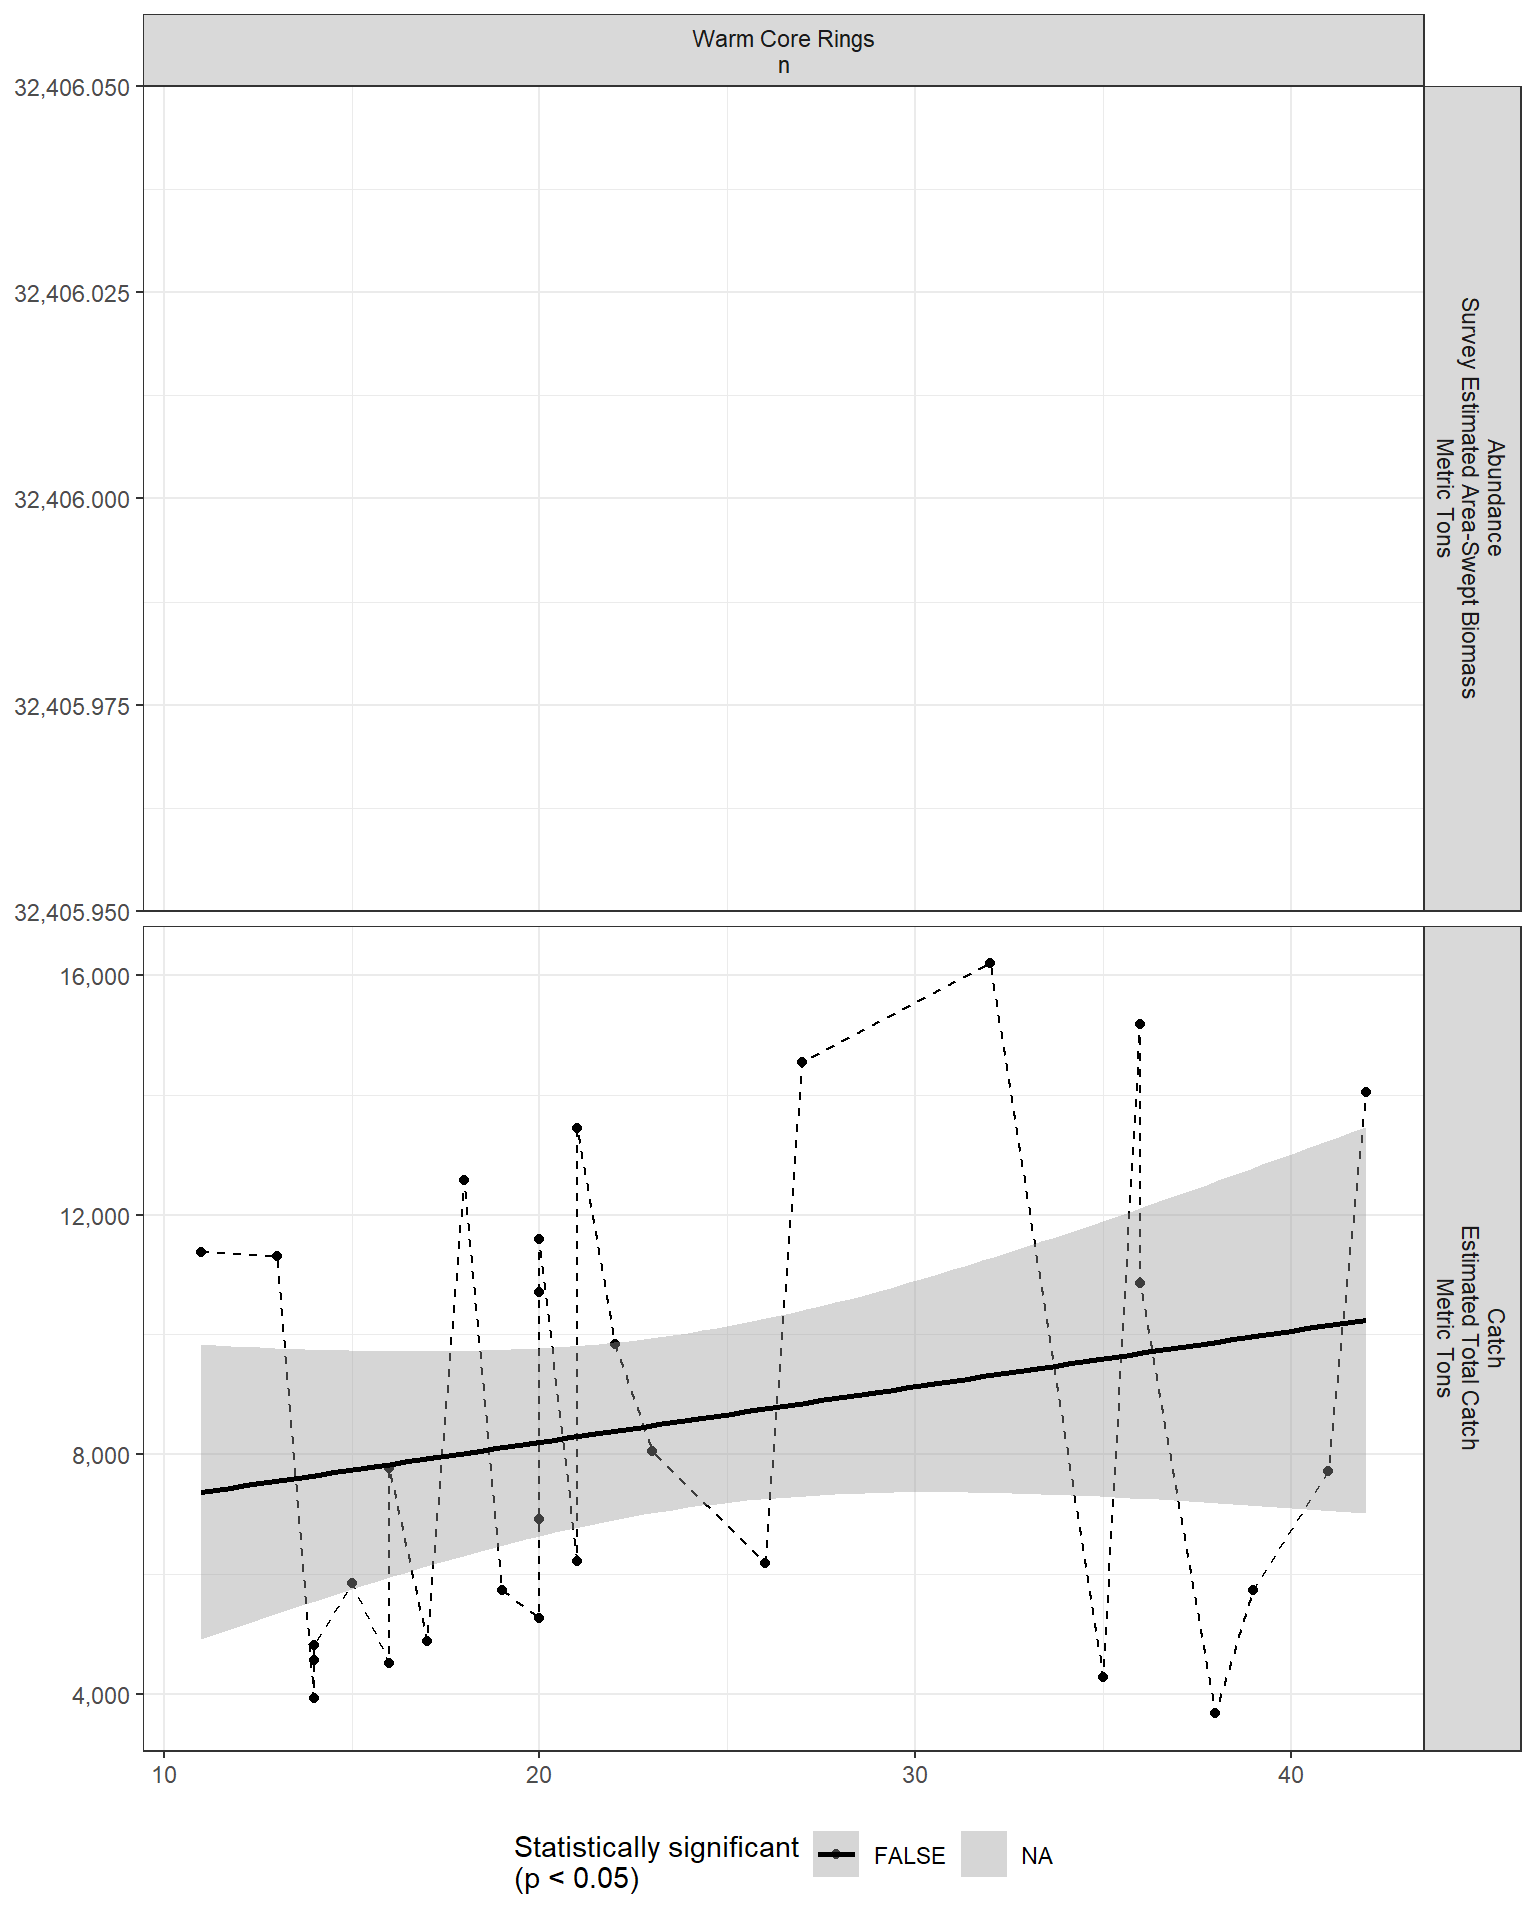 Warm Core Rings
n
32,406.050
32,406.025
32,406.000
32,405.975
32,405.950
Abundance
Survey Estimated Area-Swept Biomass
Metric Tons
16,000
12,000
8,000
4,000
Catch
Estimated Total Catch
Metric Tons
10
20
30
40
Statistically significant
(p < 0.05)
FALSE
NA